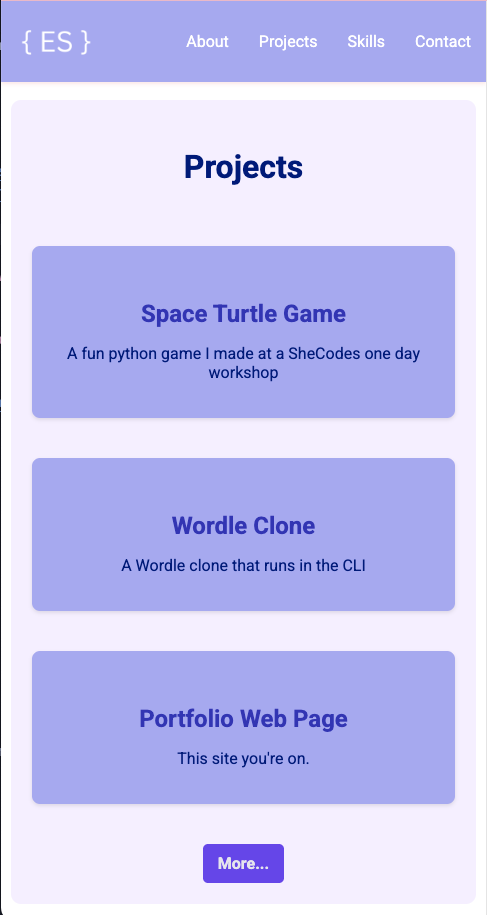 { ES } About Projects Skills Contact
Projects
Space Turtle Game
A fun python game I made at a SheCodes one day
workshop
Wordle Clone
A Wordle clone that runs in the CLI
Portfolio Web Page
This site you're on.
More...